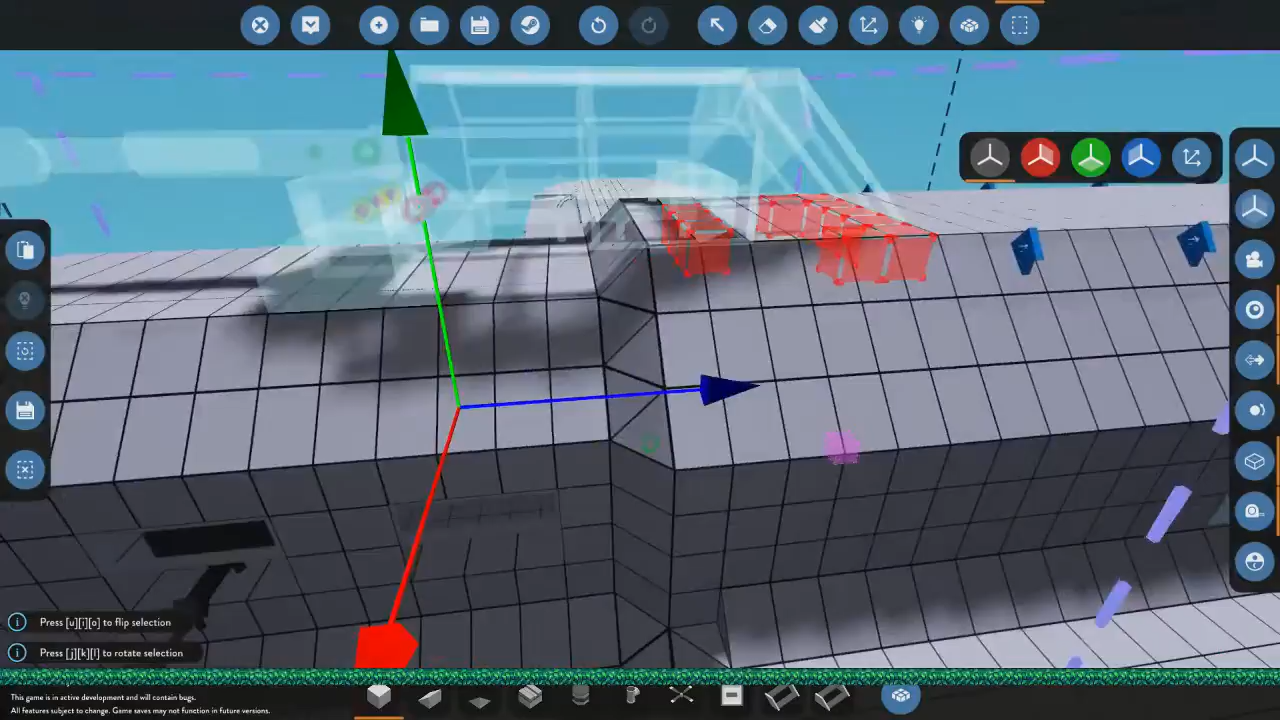 Press [u][i][o] to flip selection
Press [j][k][l] to rotate selection
This game is in active development and will contain bugs.
All features subject to change. Game saves may not function in future versions.